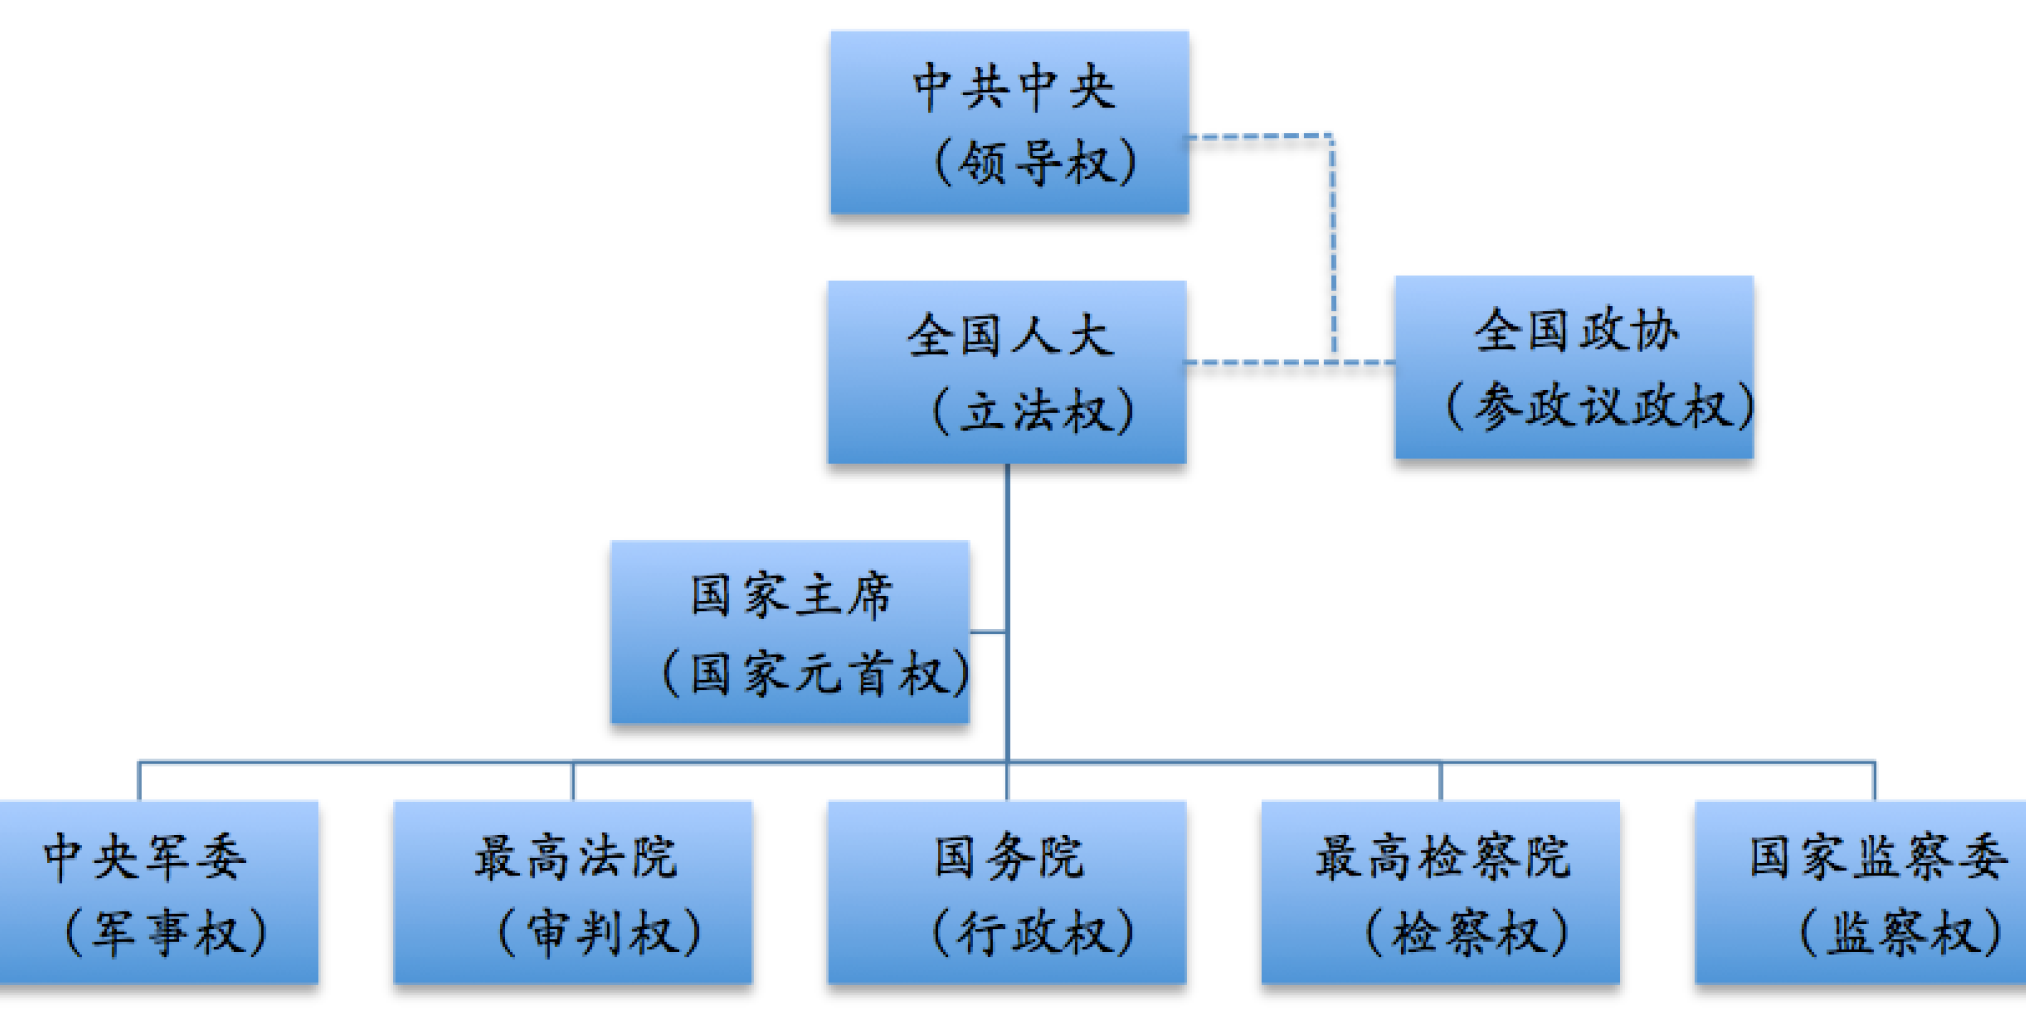 中共中央
（领导权）
全国人大
（立法权）
全国政协
（参政议政权）
国家主席
（国家元首权）
中央军委
（军事权）
最高法院
（审判权）
国务院
（行政权）
最高检察院
（检察权）
国家监察委
（监察权）